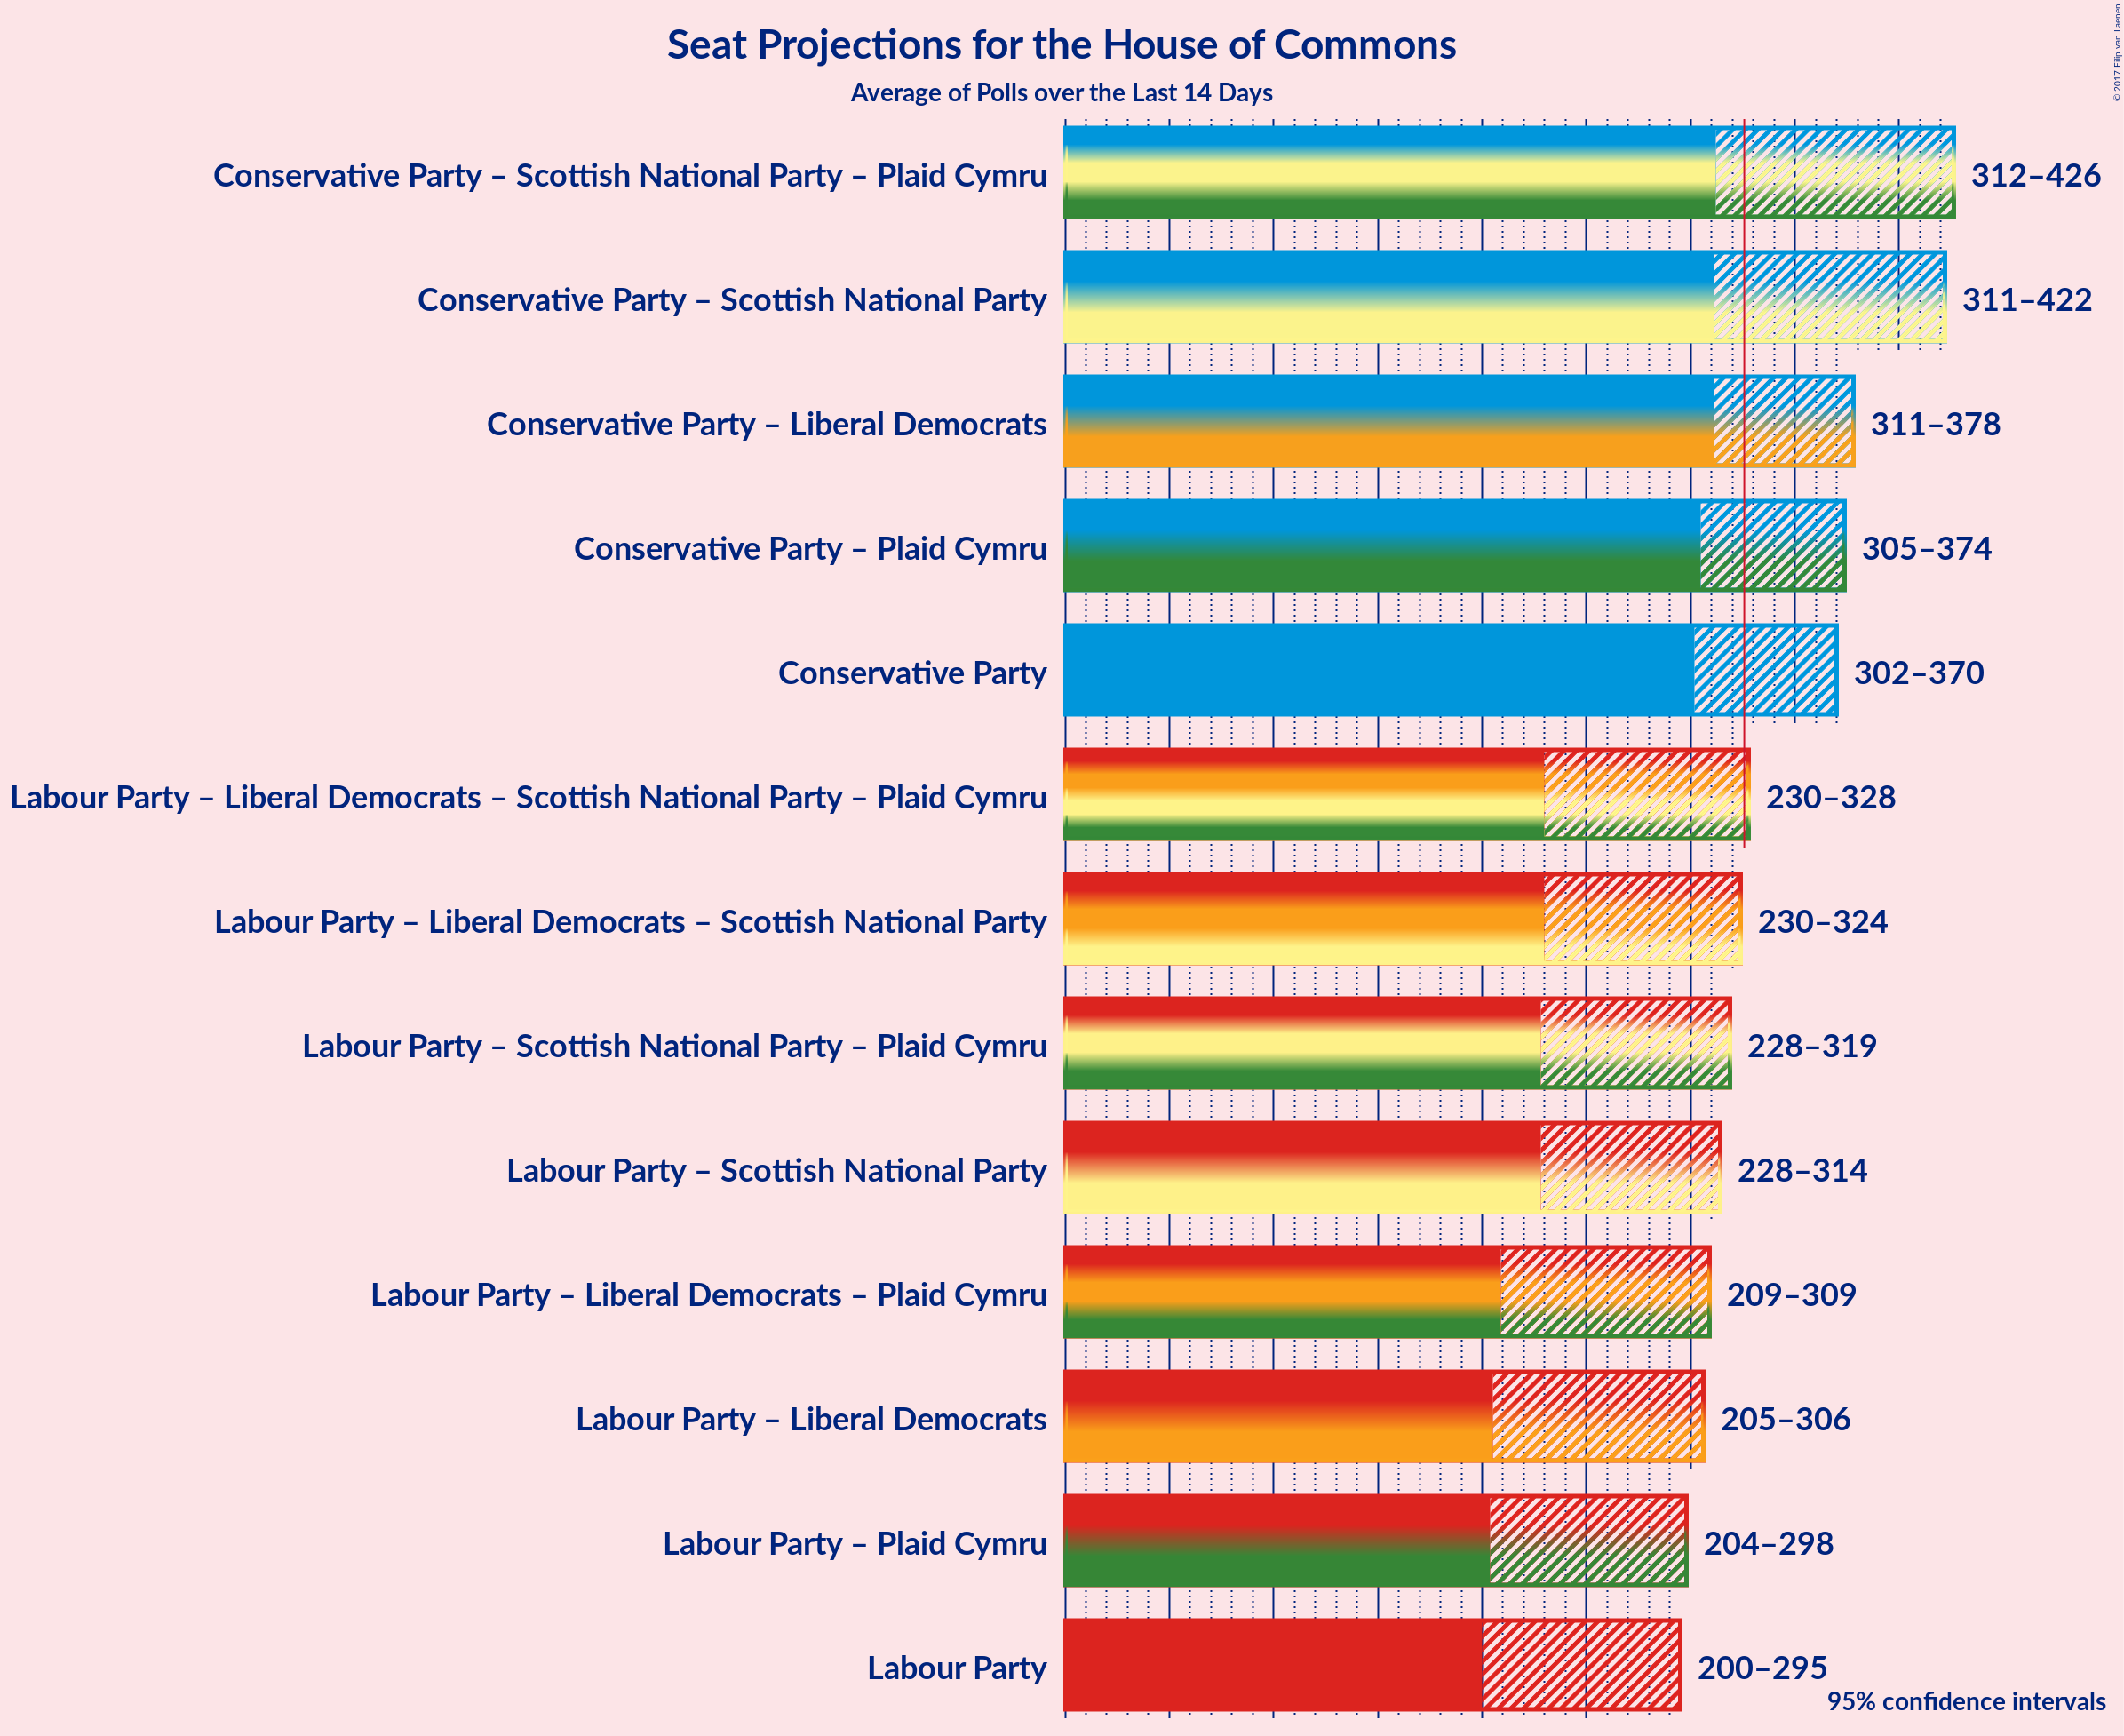 Seat Projections for the House of Commons
Average of Polls over the Last 14 Days
© 2017 Filip van Laenen
Conservative Party – Scottish National Party – Plaid Cymru 312–426
Conservative Party – Scottish National Party 311–422
Conservative Party – Liberal Democrats 311–378
Conservative Party – Plaid Cymru 305–374
Conservative Party 302–370
Labour Party – Liberal Democrats – Scottish National Party – Plaid Cymru 230–328
Labour Party – Liberal Democrats – Scottish National Party 230–324
Labour Party – Scottish National Party – Plaid Cymru 228–319
Labour Party – Scottish National Party 228–314
Labour Party – Liberal Democrats – Plaid Cymru 209–309
Labour Party – Liberal Democrats 205–306
Labour Party – Plaid Cymru 204–298
Labour Party 200–295
95% confidence intervals